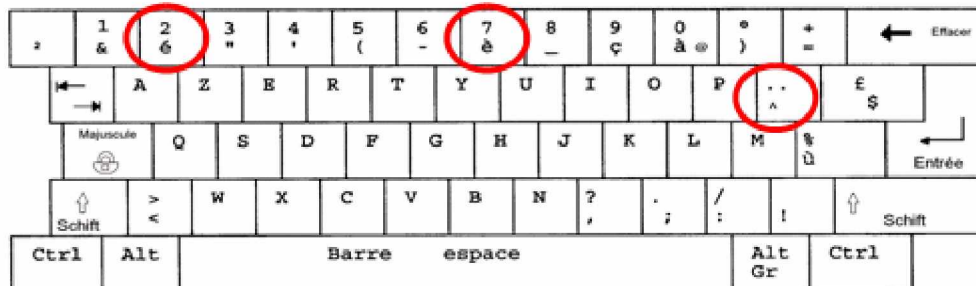 ² 1 & 2 é 3 " 4 ' 5 ( 6 - 7 è 8 _ 9 ç 0 à @ ° ) + = Effacer
A Z E R T Y U I O P ¨ ^ £ $
Majuscule Q S D F G H J K L M % ù Entrée
Schift > < W X C V B N ? , . ; / : ! Schift
Ctrl Alt Barre espace Alt Gr Ctrl